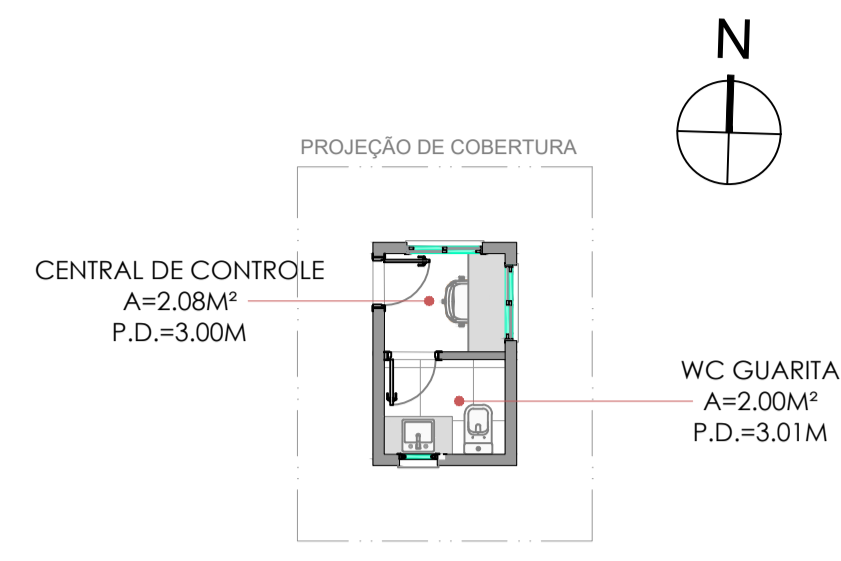 N
PROJEÇÃO DE COBERTURA
CENTRAL DE CONTROLE
A=2.08M²
P.D.=3.00M
WC GUARITA
A=2.00M²
P.D.=3.01M